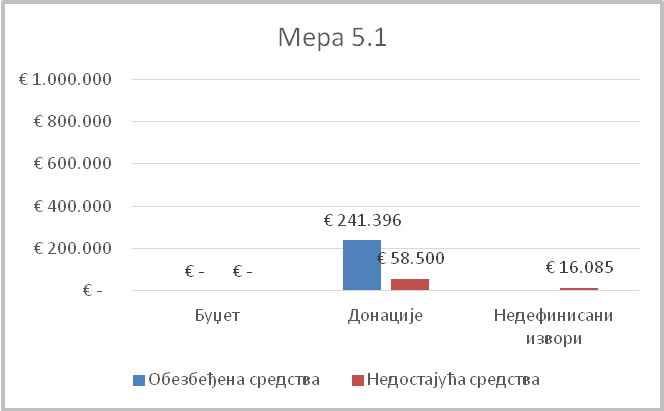 Мера 5.1
€ 1.000.000
€ 800.000
€ 600.000
€ 400.000
€ 200.000
€ -
€ - € - € 241.396 € 58.500 € 16.085
Буџет Донације Недефинисани
извори
Обезбеђена средства Недостајућа средства